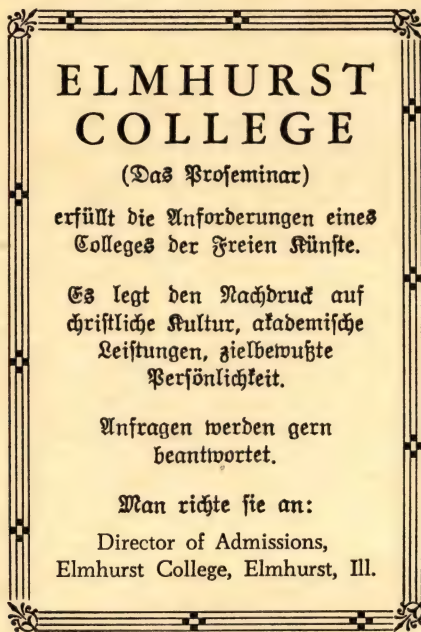 ELMHURST
COLLEGE
(Das Proseminar)
erfüllt die Anforderungen eines
Colleges der Freien Künste.
Es legt den Nachdruck auf
christliche Kultur, akademische
Leistungen, zielbewußte
Persönlichkeit.
Anfragen werden gern
beantwortet.
Man richte sie an:
Director of Admissions,
Elmhurst College, Elmhurst, Ill.